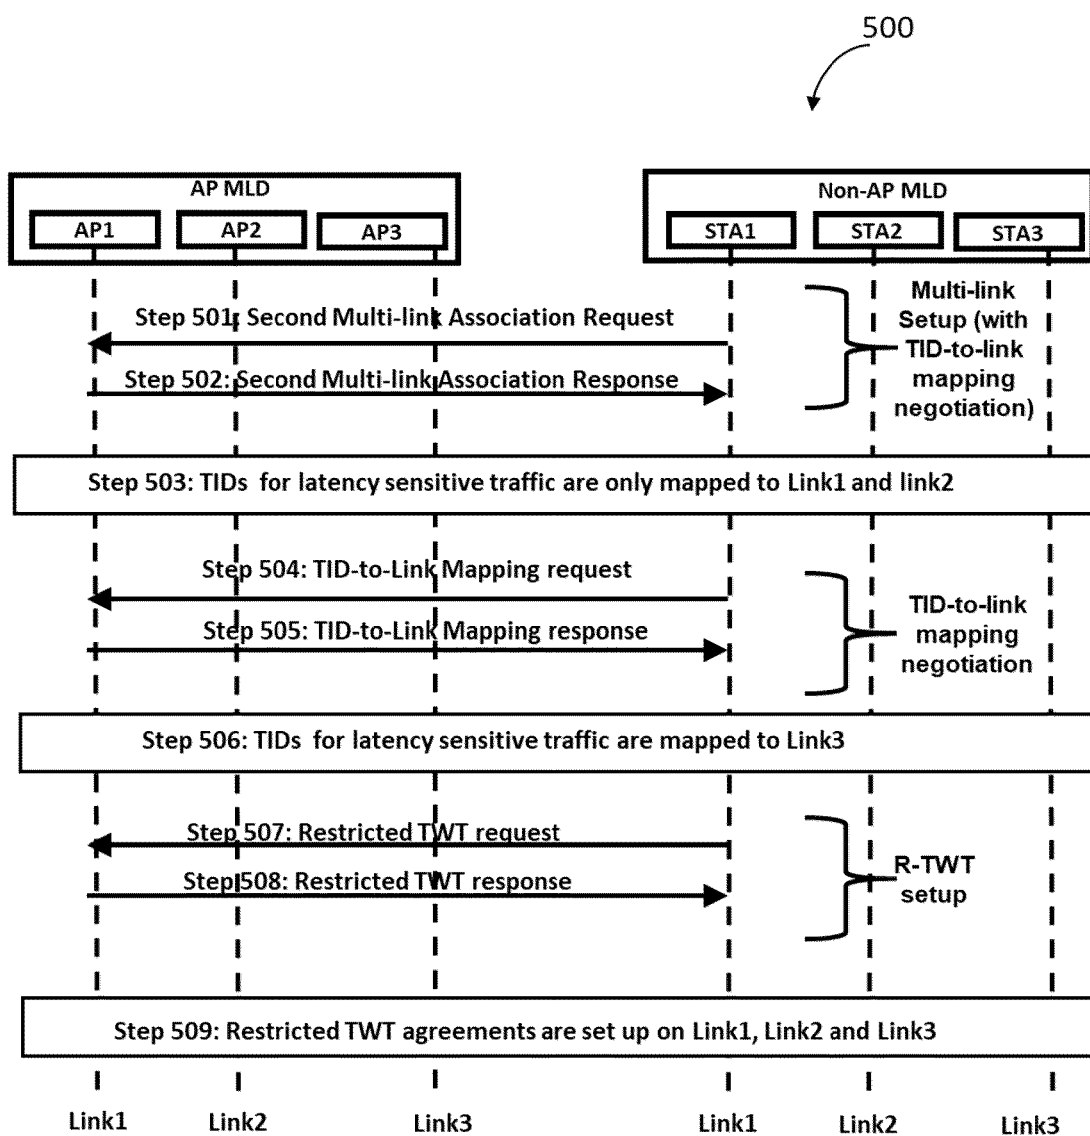 500
AP MLD
AP1 AP2 AP3
Non-AP MLD
STA1 STA2 STA3
Step 501: Second Multi-link Association Request
Step 502: Second Multi-link Association Response
Multi-link
Setup (with
TID-to-link
mapping
negotiation)
Step 503: TIDs for latency sensitive traffic are only mapped to Link1 and link2
Step 504: TID-to-Link Mapping request
Step 505: TID-to-Link Mapping response
TID-to-link
mapping
negotiation
Step 506: TIDs for latency sensitive traffic are mapped to Link3
Step 507: Restricted TWT request
Step 508: Restricted TWT response
R-TWT
setup
Step 509: Restricted TWT agreements are set up on Link1, Link2 and Link3
Link1 Link2 Link3 Link1 Link2 Link3